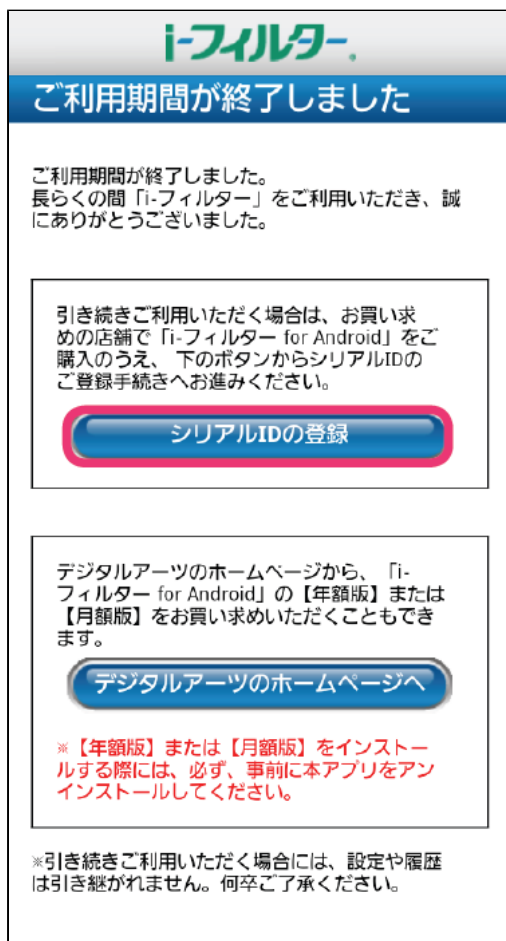 i-フィルター®
ご利用期間が終了しました
ご利用期間が終了しました。
長らくの間「i-フィルター」をご利用いただき、誠
にありがとうございました。
引き続きご利用いただく場合は、お買い求
めの店舗で「i-フィルター for Android」をご
購入のうえ、 下のボタンからシリアルIDの
ご登録手続きへお進みください。
シリアルIDの登録
デジタルアーツのホームページから、「i-
フィルター for Android」の【年額版】または
【月額版】をお買い求めいただくこともでき
ます。
デジタルアーツのホームページへ
※【年額版】または【月額版】をインストー
ルする際には、必ず、事前に本アプリをアン
インストールしてください。
※引き続きご利用いただく場合には、設定や履歴
は引き継がれません。何卒ご了承ください。